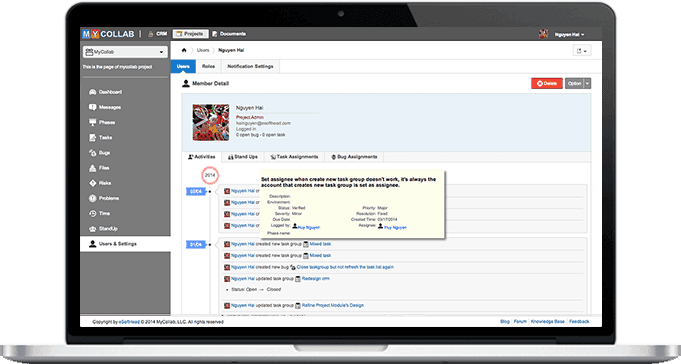 MYCOLLAB CRM Projects Documents Nguyen Hai
MyCollab
This is the page of mycollab project
Dashboard
Messages
Phases
Tasks
Bugs
Files
Risks
Problems
Time
StandUp
Users & Settings
Users Nguyen Hai
Users Roles Notification Settings
Member Detail Delete Option
Nguyen Hai
Project Admin
hainguyen@esofthead.com
Logged in
0 open bug - 0 open task
Activities Stand Ups Task Assignments Bug Assignments
2014
Nguyen Hai
Nguyen Hai
Nguyen Hai
Set assignee when create new task group doesn't work, it's always the
account that creates new task group is set as assignee.
Description:
Environment:
Status: Verified Priority: Major
Severity: Minor Resolution: Fixed
Due Date: Created Time: 03/17/2014
Logged by: Huy Nguyen Assignee: Huy Nguyen
Phase name:
Nguyen Hai created new task group Mixed task
Nguyen Hai created new task group Mixed task
Nguyen Hai created new bug Close taskgroup but not refresh the task list again
Nguyen Hai updated task group Redesign crm
Status: Open → Closed
Nguyen Hai updated task group Refine Project Module's Design
Copyright by eSoftHead © 2014 MyCollab, LLC. All rights reserved
Blog Forum Knowledge Base Feedback